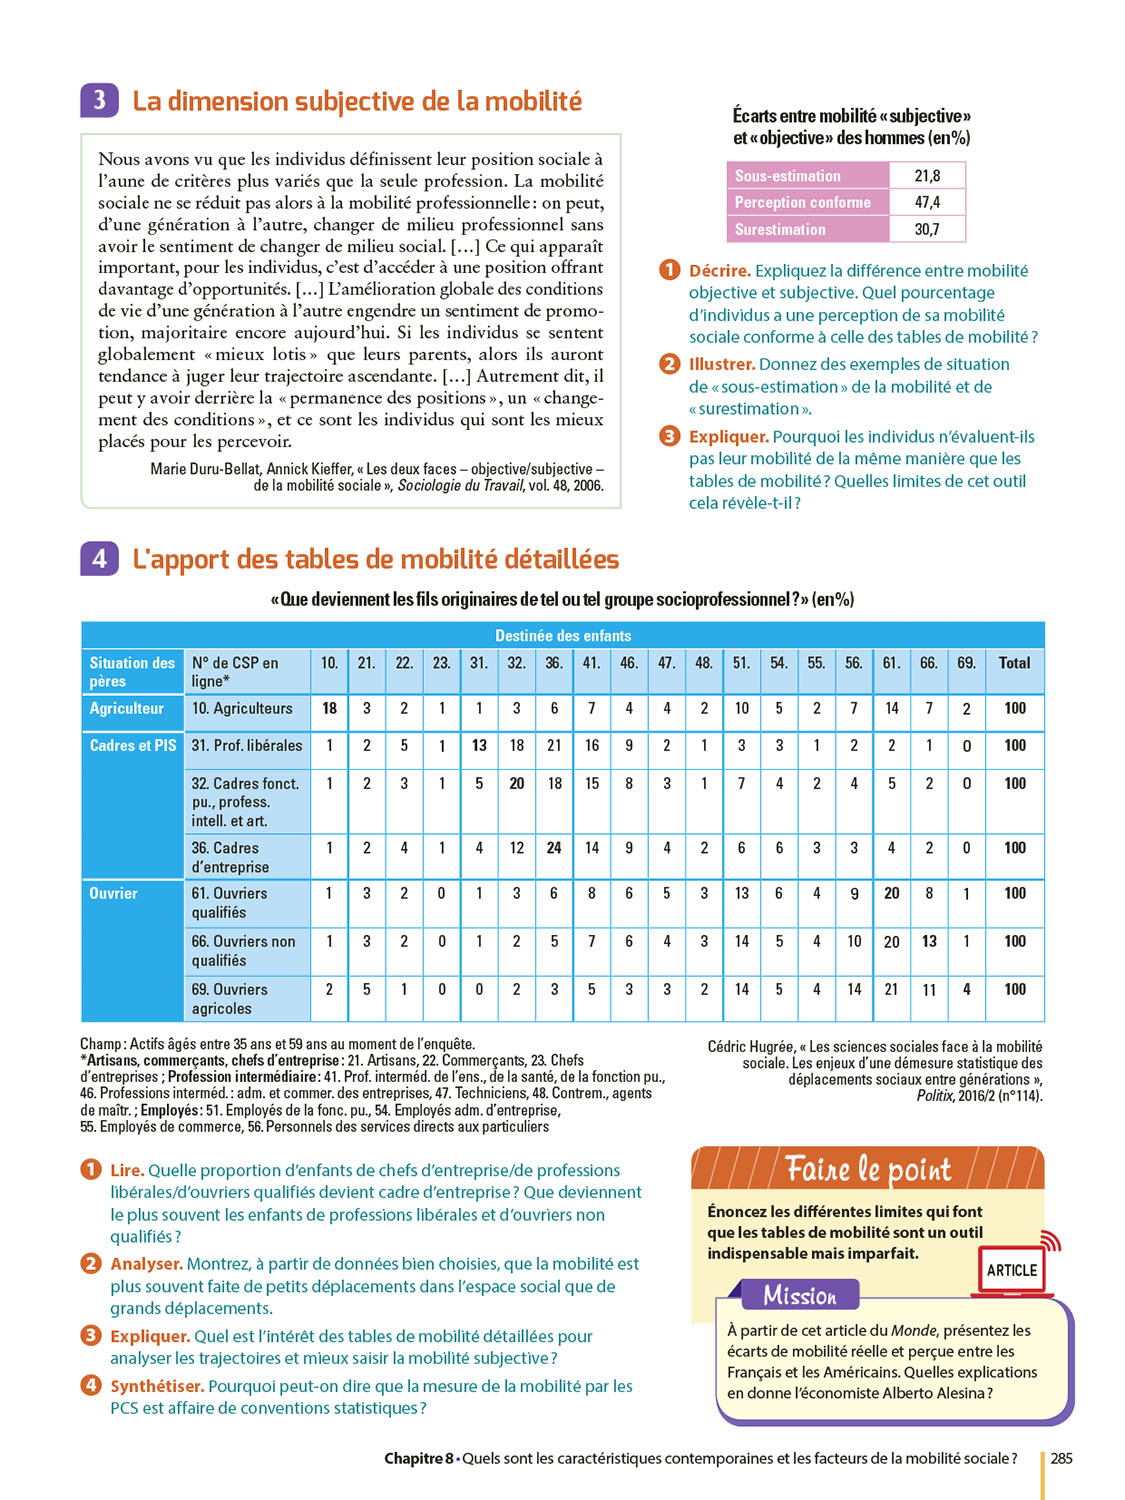 3 La dimension subjective de la mobilité
Nous avons vu que les individus définissent leur position sociale à
l'aune de critères plus variés que la seule profession. La mobilité
sociale ne se réduit pas alors à la mobilité professionnelle : on peut,
d'une génération à l'autre, changer de milieu professionnel sans
avoir le sentiment de changer de milieu social. […] Ce qui apparaît
important, pour les individus, c'est d'accéder à une position offrant
davantage d'opportunités. […] L'amélioration globale des conditions
de vie d'une génération à l'autre engendre un sentiment de promo-
tion, majoritaire encore aujourd'hui. Si les individus se sentent
globalement « mieux lotis » que leurs parents, alors ils auront
tendance à juger leur trajectoire ascendante. […] Autrement dit, il
peut y avoir derrière la « permanence des positions », un « change-
ment des conditions », et ce sont les individus qui sont les mieux
placés pour les percevoir.
Marie Duru-Bellat, Annick Kieffer, « Les deux faces – objective/subjective –
de la mobilité sociale », Sociologie du Travail, vol. 48, 2006.
Écarts entre mobilité « subjective »
et « objective » des hommes (en %)
Sous-estimation 21,8
Perception conforme 47,4
Surestimation 30,7
1 Décrire. Expliquez la différence entre mobilité
objective et subjective. Quel pourcentage
d'individus a une perception de sa mobilité
sociale conforme à celle des tables de mobilité ?
2 Illustrer. Donnez des exemples de situation
de « sous-estimation » de la mobilité et de
« surestimation ».
3 Expliquer. Pourquoi les individus n'évaluent-ils
pas leur mobilité de la même manière que les
tables de mobilité ? Quelles limites de cet outil
cela révèle-t-il ?
4 L'apport des tables de mobilité détaillées
« Que deviennent les fils originaires de tel ou tel groupe socioprofessionnel ? » (en %)
Destinée des enfants
Situation des pères N° de CSP en ligne* 10. 21. 22. 23. 31. 32. 36. 41. 46. 47. 48. 51. 54. 55. 56. 61. 66. 69. Total
Agriculteur 10. Agriculteurs 18 3 2 1 1 3 6 7 4 4 2 10 5 2 7 14 7 2 100
Cadres et PIS 31. Prof. libérales 1 2 5 1 13 18 21 16 9 2 1 3 3 1 2 2 1 0 100
32. Cadres fonct. pu., profess. intell. et art. 1 2 3 1 5 20 18 15 8 3 1 7 4 2 4 5 2 0 100
36. Cadres d'entreprise 1 2 4 1 4 12 24 14 9 4 2 6 6 3 3 4 2 0 100
Ouvrier 61. Ouvriers qualifiés 1 3 2 0 1 3 6 8 6 5 3 13 6 4 9 20 8 1 100
66. Ouvriers non qualifiés 1 3 2 0 1 2 5 7 6 4 3 14 5 4 10 20 13 1 100
69. Ouvriers agricoles 2 5 1 0 0 2 3 5 3 3 2 14 5 4 14 21 11 4 100
Champ : Actifs âgés entre 35 ans et 59 ans au moment de l'enquête.
*Artisans, commerçants, chefs d'entreprise : 21. Artisans, 22. Commerçants, 23. Chefs
d'entreprises ; Profession intermédiaire : 41. Prof. interméd. de l'ens., de la santé, de la fonction pu.,
46. Professions interméd. : adm. et commer. des entreprises, 47. Techniciens, 48. Contrem., agents
de maîtr. ; Employés : 51. Employés de la fonc. pu., 54. Employés adm. d'entreprise,
55. Employés de commerce, 56. Personnels des services directs aux particuliers
Cédric Hugrée, « Les sciences sociales face à la mobilité
sociale. Les enjeux d'une démesure statistique des
déplacements sociaux entre générations »,
Politix, 2016/2 (n°114).
1 Lire. Quelle proportion d'enfants de chefs d'entreprise/de professions
libérales/d'ouvriers qualifiés devient cadre d'entreprise ? Que deviennent
le plus souvent les enfants de professions libérales et d'ouvriers non
qualifiés ?
2 Analyser. Montrez, à partir de données bien choisies, que la mobilité est
plus souvent faite de petits déplacements dans l'espace social que de
grands déplacements.
3 Expliquer. Quel est l'intérêt des tables de mobilité détaillées pour
analyser les trajectoires et mieux saisir la mobilité subjective ?
4 Synthétiser. Pourquoi peut-on dire que la mesure de la mobilité par les
PCS est affaire de conventions statistiques ?
Faire le point
Énoncez les différentes limites qui font
que les tables de mobilité sont un outil
indispensable mais imparfait.
ARTICLE
Mission
À partir de cet article du Monde, présentez les
écarts de mobilité réelle et perçue entre les
Français et les Américains. Quelles explications
en donne l'économiste Alberto Alesina ?
Chapitre 8 • Quels sont les caractéristiques contemporaines et les facteurs de la mobilité sociale ? 285